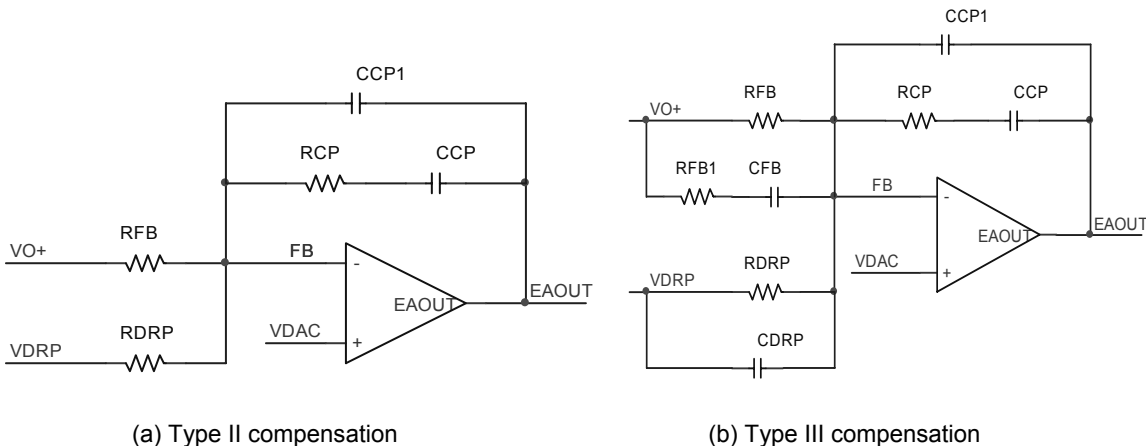 CCP1
RCP
CCP
RFB
VO+
FB
EAOUT
EAOUT
RDRP
VDAC
VDRP
(a) Type II compensation
CCP1
RFB
RCP
CCP
VO+
RFB1
CFB
FB
EAOUT
EAOUT
RDRP
VDAC
VDRP
CDRP
(b) Type III compensation